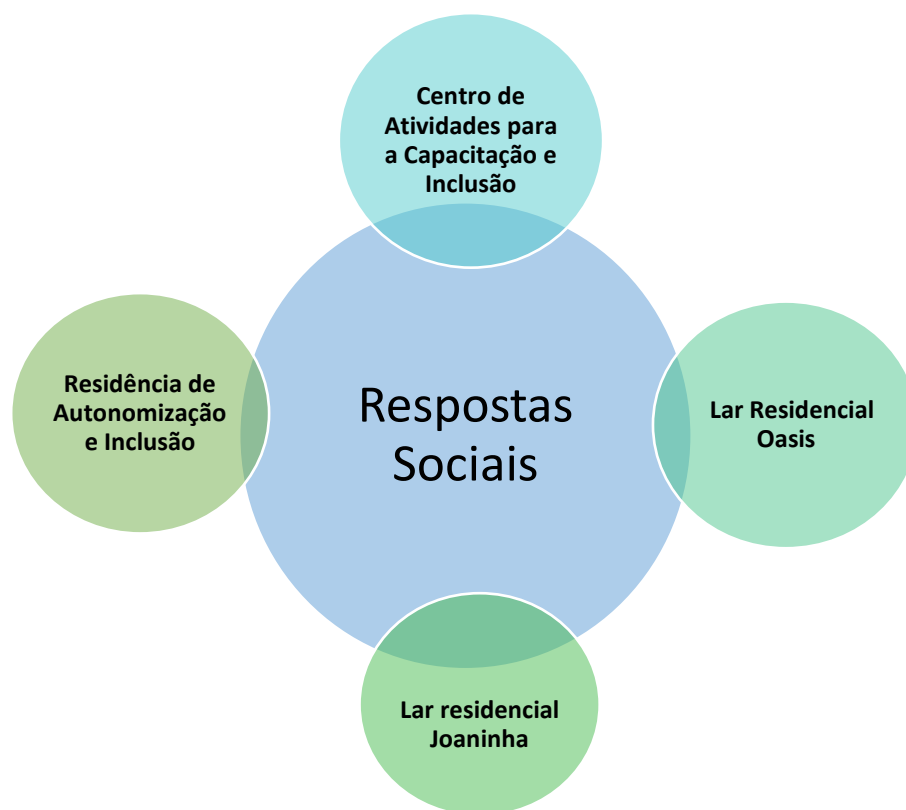 Centro de
Atividades para
a Capacitação e
Inclusão
Residência de
Autonomização
e Inclusão
Respostas
Sociais
Lar Residencial
Oasis
Lar residencial
Joaninha